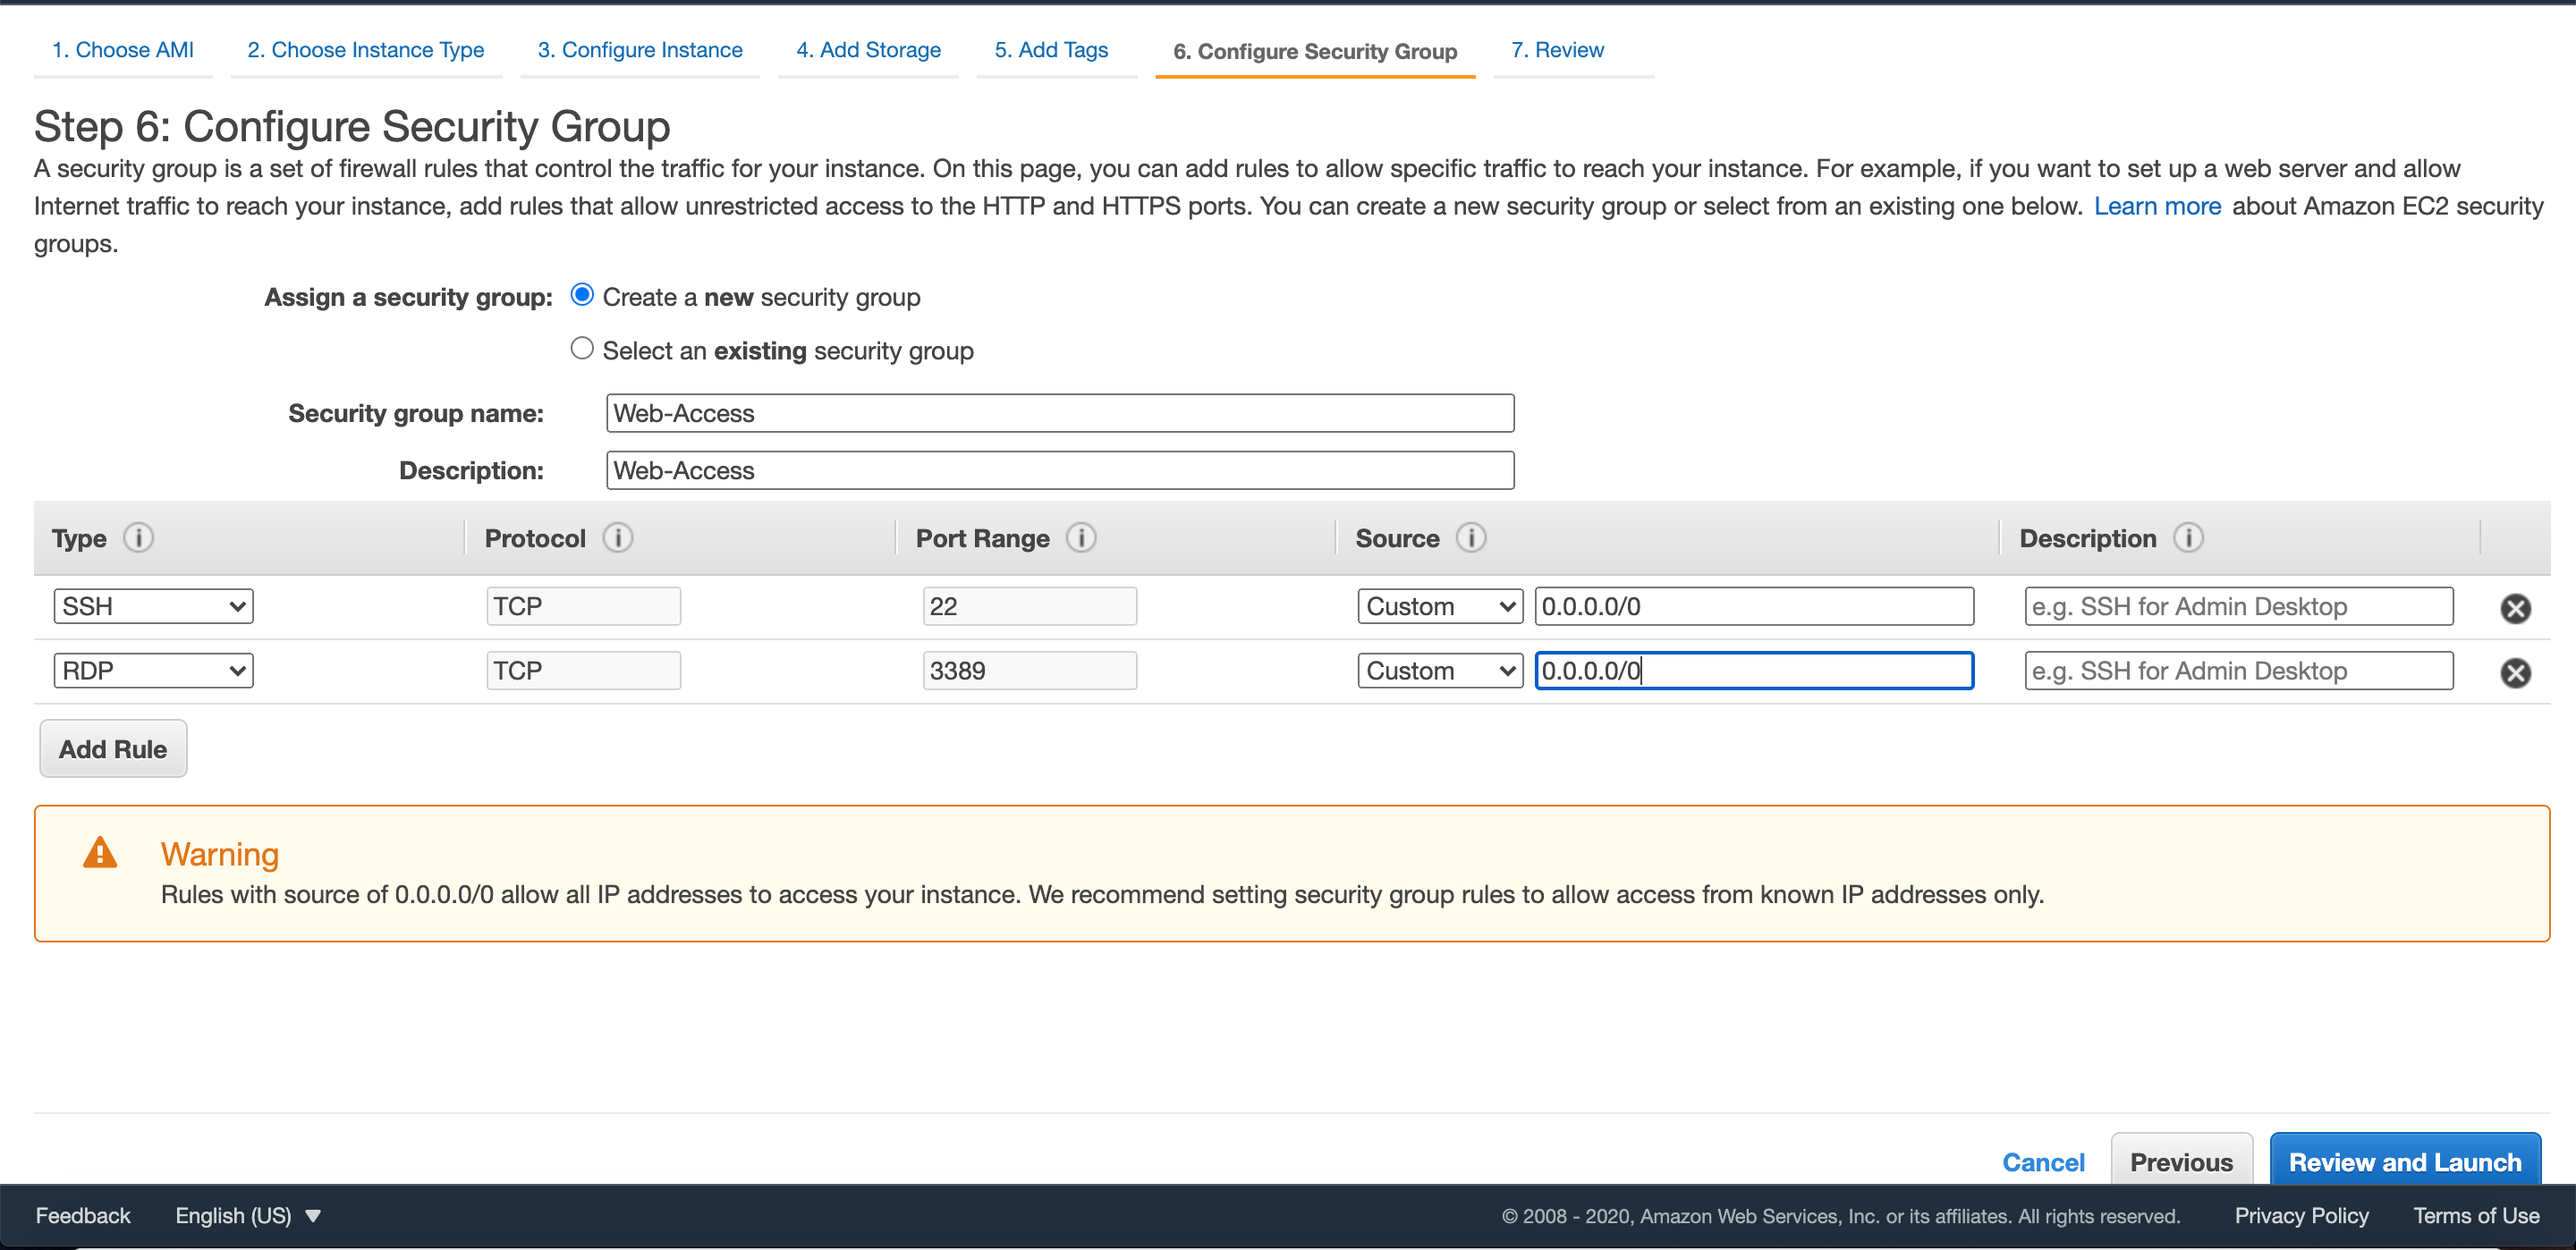 1. Choose AMI 2. Choose Instance Type 3. Configure Instance 4. Add Storage 5. Add Tags 6. Configure Security Group 7. Review
Step 6: Configure Security Group
A security group is a set of firewall rules that control the traffic for your instance. On this page, you can add rules to allow specific traffic to reach your instance. For example, if you want to set up a web server and allow
Internet traffic to reach your instance, add rules that allow unrestricted access to the HTTP and HTTPS ports. You can create a new security group or select from an existing one below. Learn more about Amazon EC2 security
groups.
Assign a security group: Create a new security group
Select an existing security group
Security group name: Web-Access
Description: Web-Access
Type i Protocol i Port Range i Source i Description i
SSH TCP 22 Custom 0.0.0.0/0 e.g. SSH for Admin Desktop
RDP TCP 3389 Custom 0.0.0.0/0 e.g. SSH for Admin Desktop
Add Rule
Warning
Rules with source of 0.0.0.0/0 allow all IP addresses to access your instance. We recommend setting security group rules to allow access from known IP addresses only.
Cancel Previous Review and Launch
Feedback English (US) © 2008 - 2020, Amazon Web Services, Inc. or its affiliates. All rights reserved. Privacy Policy Terms of Use